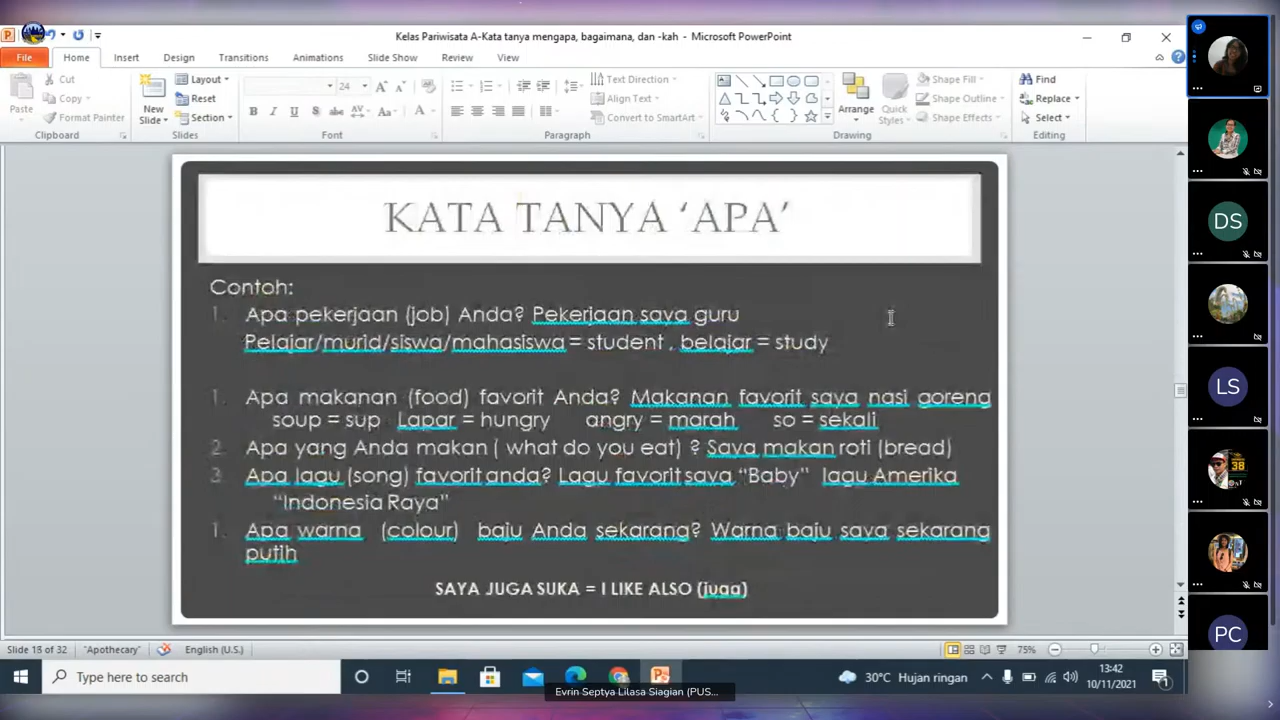 Kelas Pariwisata A-Kata tanya mengapa, bagaimana, dan -kah - Microsoft PowerPoint
File Home Insert Design Transitions Animations Slide Show Review View
Cut
Copy
Format Painter
Paste
Clipboard
New Slide
Layout
Reset
Section
Slides
24
Font
Paragraph
Text Direction
Align Text
Convert to SmartArt
Arrange
Quick Styles
Shape Fill
Shape Outline
Shape Effects
Drawing
Find
Replace
Select
Editing
KATA TANYA ‘APA’
Contoh:
1. Apa pekerjaan (job) Anda? Pekerjaan saya guru
Pelajar/murid/siswa/mahasiswa = student , belajar = study
1. Apa makanan (food) favorit Anda? Makanan favorit saya nasi goreng
soup = sup Lapar = hungry angry = marah so = sekali
2. Apa yang Anda makan ( what do you eat) ? Saya makan roti (bread)
3. Apa lagu (song) favorit anda? Lagu favorit saya “Baby” lagu Amerika
“Indonesia Raya”
1. Apa warna (colour) baju Anda sekarang? Warna baju saya sekarang
putih
SAYA JUGA SUKA = I LIKE ALSO (juga)
DS
LS
38
PC
Slide 13 of 32 "Apothecary" English (U.S.) 75%
Type here to search
30°C Hujan ringan
13:42
10/11/2021
Evrin Septya Lilasa Siagian (PUS...